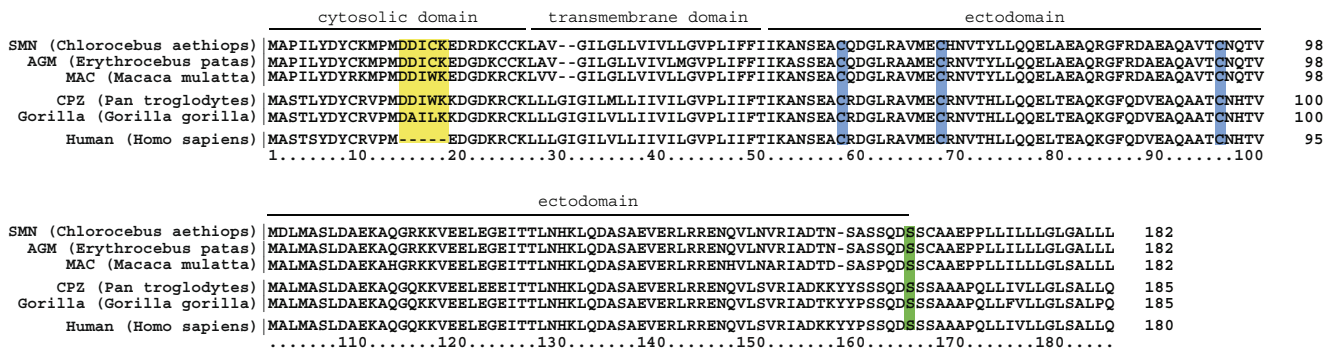 cytosolic domain transmembrane domain ectodomain
SMN (Chlorocebus aethiops) MAPILYDYCKMPMDDICKEDRDKCCKLAV--GILGLLVIVLLGVPLIFFIIKANSEACQDGLRAVMECHNVTYLLQQELAEAQRGFRDAEAQAVTCNQTV 98
AGM (Erythrocebus patas) MAPILYDYCKMPMDDICKEDGDKCCKLAV--GILGLLVIVLMGVPLIFFIIKANSEACQDGLRAAMECHNVTYLLQQELAEAQRGFRDAEAQAVTCNQTV 98
MAC (Macaca mulatta) MAPILYDYRKMPMDDIWKEDGDKRCKLVV--GILGLLVIVLLGVPLIFFTIKANSEACQDGLRAVMECHNVTYLLQQELAEAQRGFRDAEAQAVTCNQTV 98
CPZ (Pan troglodytes) MASTLYDYCRVPMDDIWKKDGDKRCKLLLGIGILMLLIIVILGVPLIIFTIKANSEACRDGLRAVMECRNVTHLLQQELTEAQKGFQDVEAQAATCNHTV 100
Gorilla (Gorilla gorilla) MASTLYDYCRVPMDAILKKDGDKRCKLLLGIGILVLLIIVILGVPLIIFTIKANSEACRDGLRAVMECRNVTHLLQQELTEAQKGFQDVEAQAATCNHTV 100
Human (Homo sapiens) MASTSYDYCRVPM-----EDGDKRCKLLLGIGILVLLIIVILGVPLIIFTIKANSEACRDGLRAVMECRNVTHLLQQELTEAQKGFQDVEAQAATCNHTV 95
1........10........20........30........40........50........60........70........80........90........100
ectodomain
SMN (Chlorocebus aethiops) MDLMASLDAEKAQGRKKVEELEGEITTLNHKLQDASAEVERLRRENQVLNVRIADTN-SASSQDSSCAAEPPLLILLLGLGALLL 182
AGM (Erythrocebus patas) MALMASLDAEKAQGRKKVEELEGEITTLNHKLQDASAEVERLRRENQVLNVRIADTN-SASSQDSSCAAEPPLLILLLGLGALLL 182
MAC (Macaca mulatta) MALMASLDAEKAHGRKKVEELEGEITTLNHKLQDASAEVERLRRENHVLNARIADTD-SASPQDSSCAAEPPLLILLLGLSALLL 182
CPZ (Pan troglodytes) MALMASLDAEKAQGQKKVEELEEEITTLNHKLQDASAEVERLRRENQVLSVRIADKKYYSSSQDSSSAAAPQLLIVLLGLSALLQ 185
Gorilla (Gorilla gorilla) MALMASLDAEKAQGQKKVEELEGEITTLNHKLQDASAEVERLRRENQVLSVRIADTKYYPSSQDSSSAAAPQLLFVLLGLSALPQ 185
Human (Homo sapiens) MALMASLDAEKAQGQKKVEELEGEITTLNHKLQDASAEVERLRRENQVLSVRIADKKYYPSSQDSSSAAAPQLLIVLLGLSALLQ 180
........110.......120.......130.......140.......150.......160.......170.......180.....